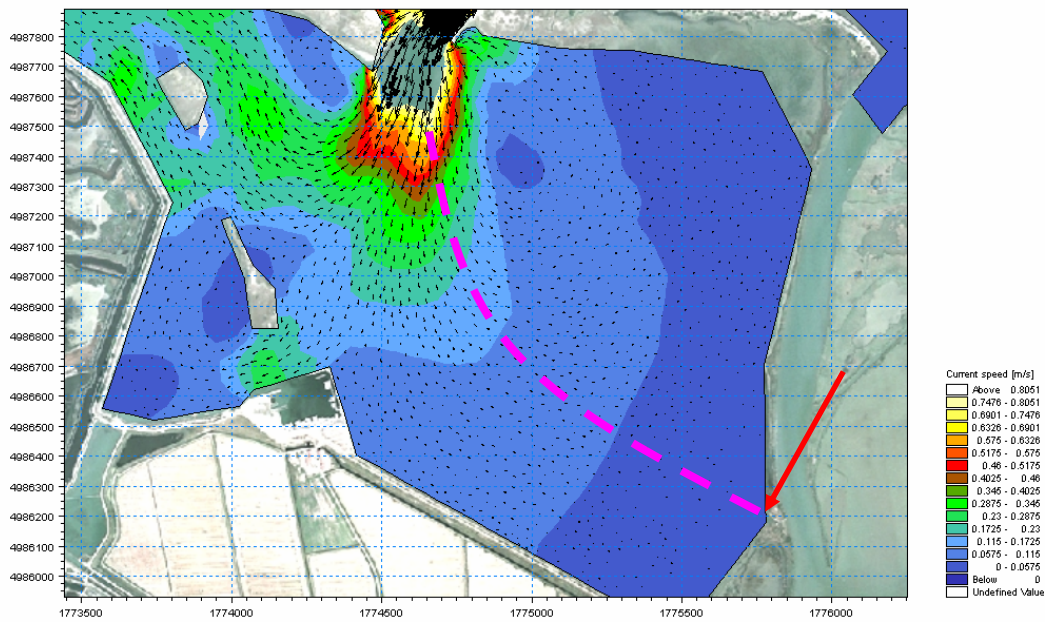 4987800
4987700
4987600
4987500
4987400
4987300
4987200
4987100
4987000
4986900
4986800
4986700
4986600
4986500
4986400
4986300
4986200
4986100
4986000
1773500 1774000 1774500 1775000 1775500 1776000
Current speed [m/s]
Above 0.8051
0.7476 - 0.8051
0.6901 - 0.7476
0.6326 - 0.6901
0.575 - 0.6326
0.5175 - 0.575
0.46 - 0.5175
0.4025 - 0.46
0.345 - 0.4025
0.2875 - 0.345
0.23 - 0.2875
0.1725 - 0.23
0.115 - 0.1725
0.0575 - 0.115
0 - 0.0575
Below 0
Undefined Value